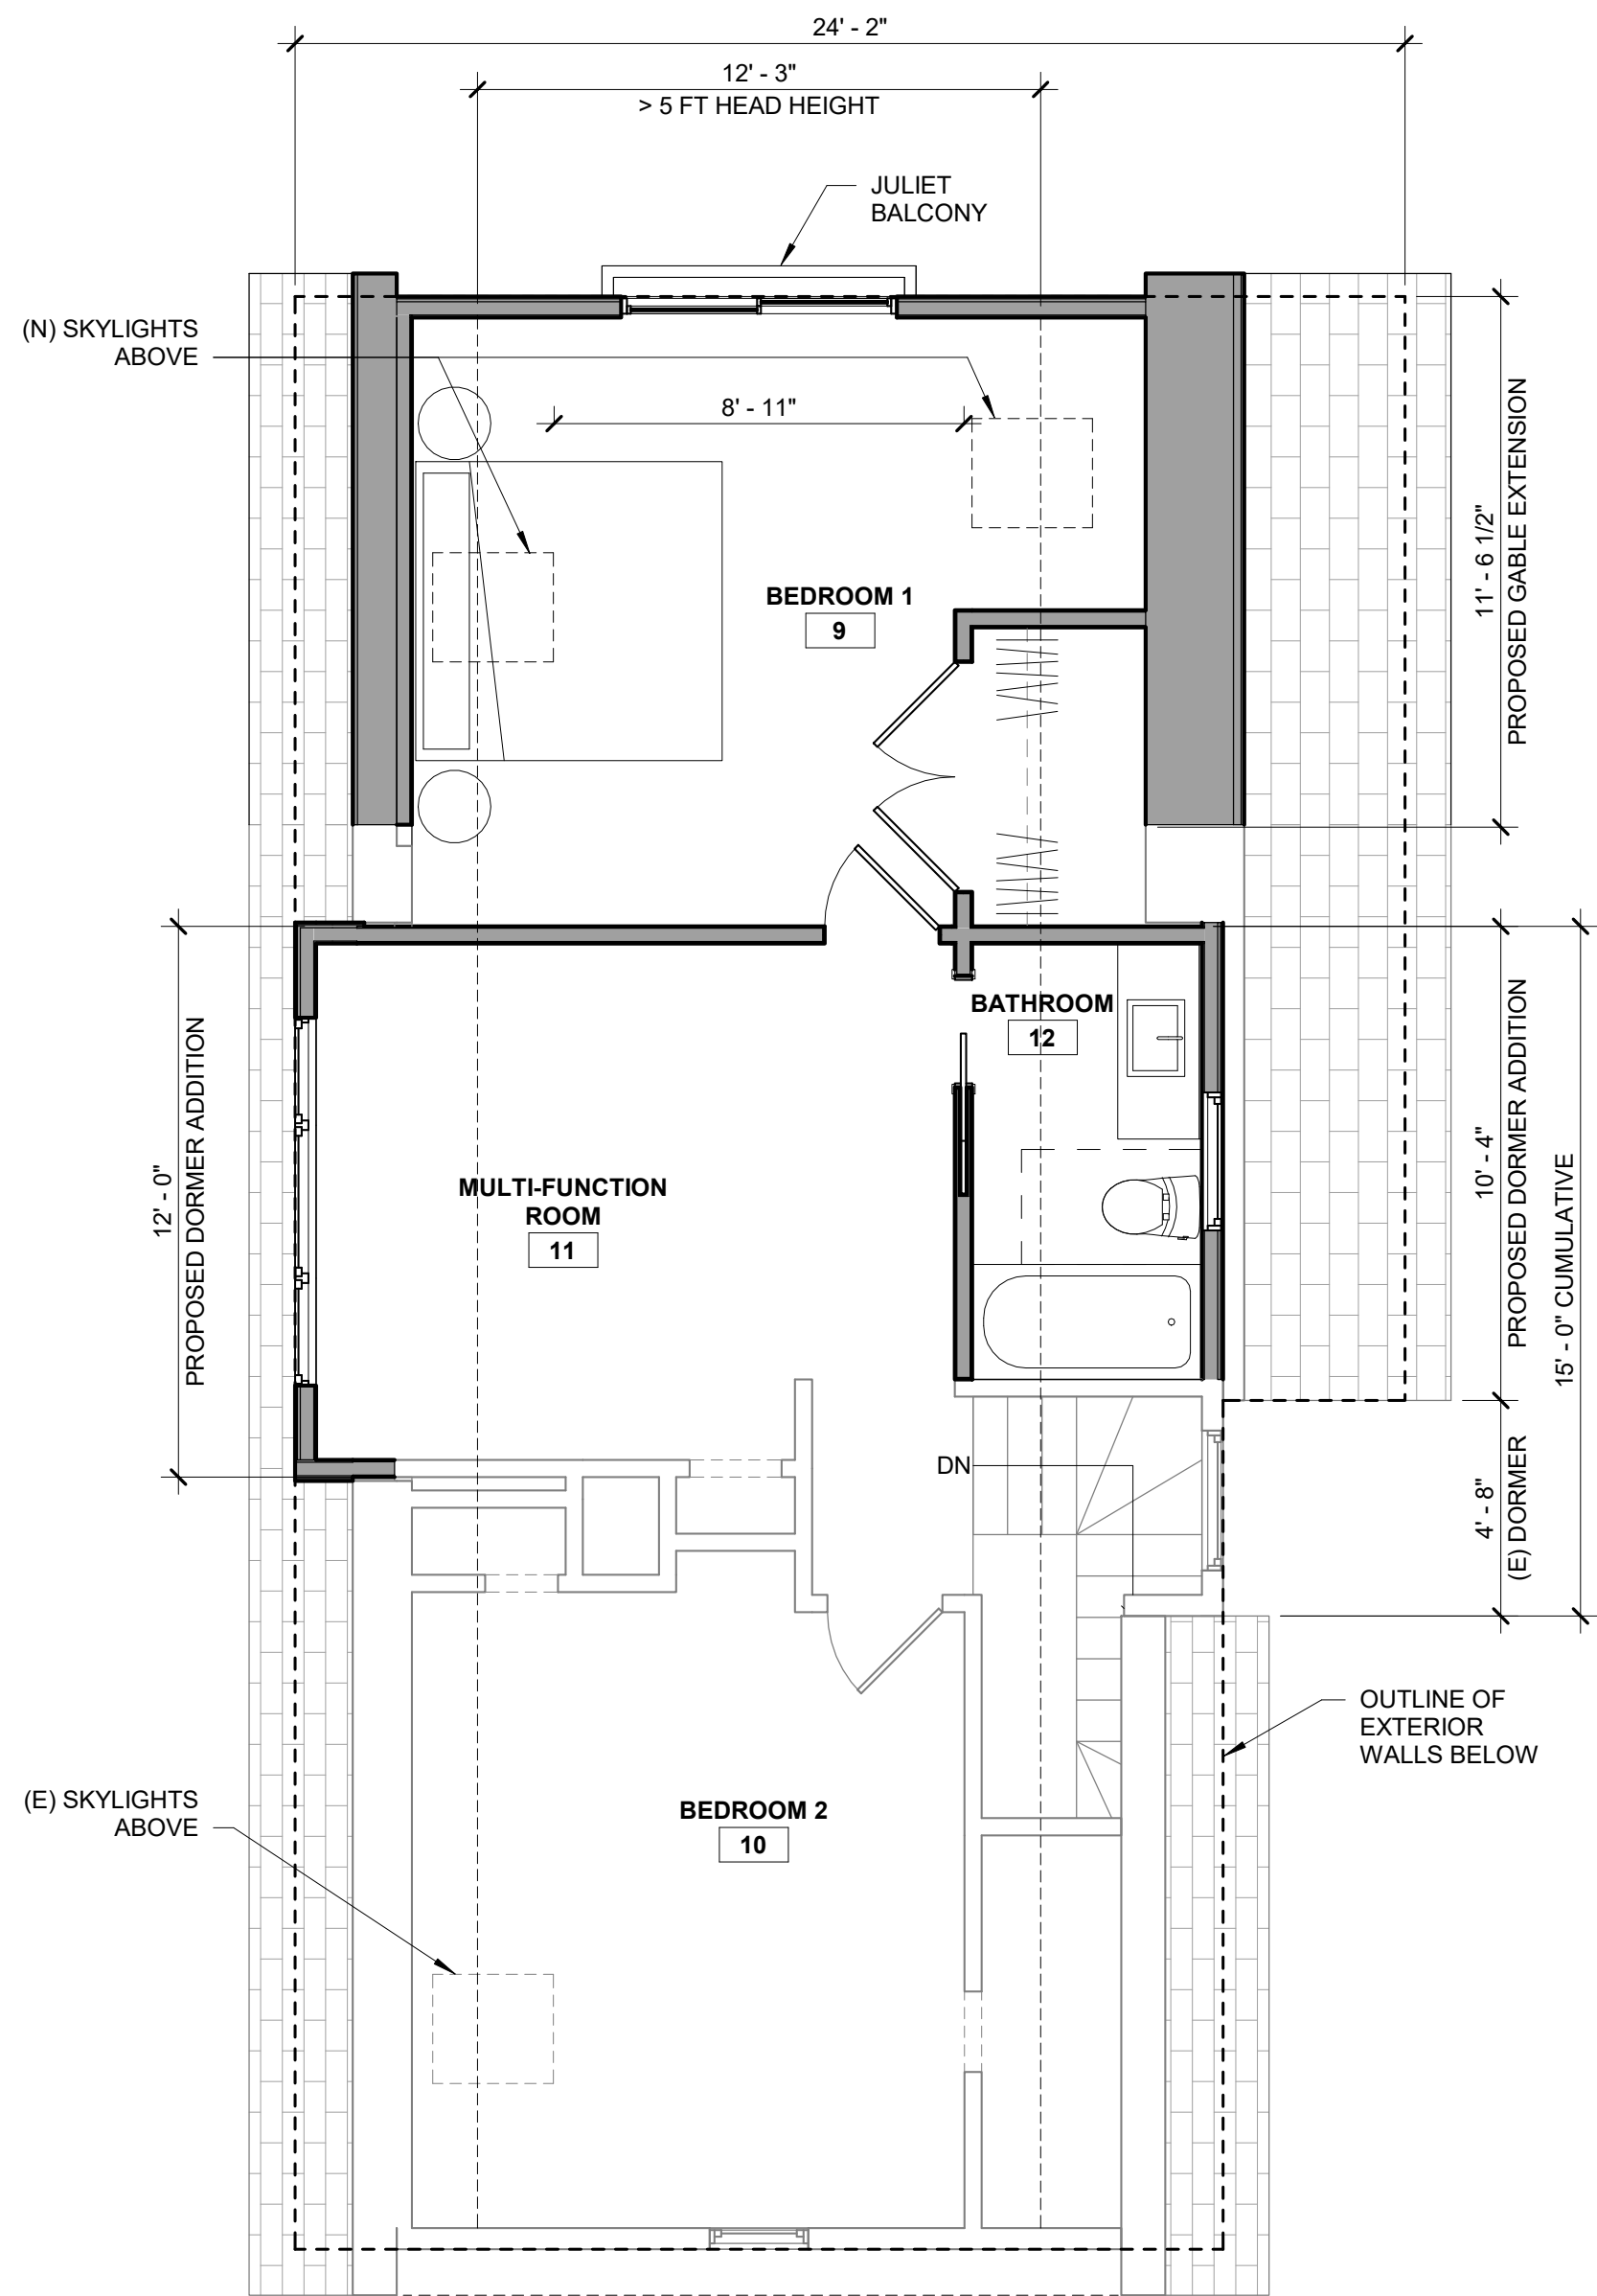 24' - 2"
12' - 3"
> 5 FT HEAD HEIGHT
JULIET
BALCONY
(N) SKYLIGHTS
ABOVE
8' - 11"
BEDROOM 1
9
11' - 6 1/2"
PROPOSED GABLE EXTENSION
12' - 0"
PROPOSED DORMER ADDITION
BATHROOM
12
MULTI-FUNCTION
ROOM
11
10' - 4"
PROPOSED DORMER ADDITION
15' - 0" CUMULATIVE
DN
4' - 8"
(E) DORMER
OUTLINE OF
EXTERIOR
WALLS BELOW
(E) SKYLIGHTS
ABOVE
BEDROOM 2
10